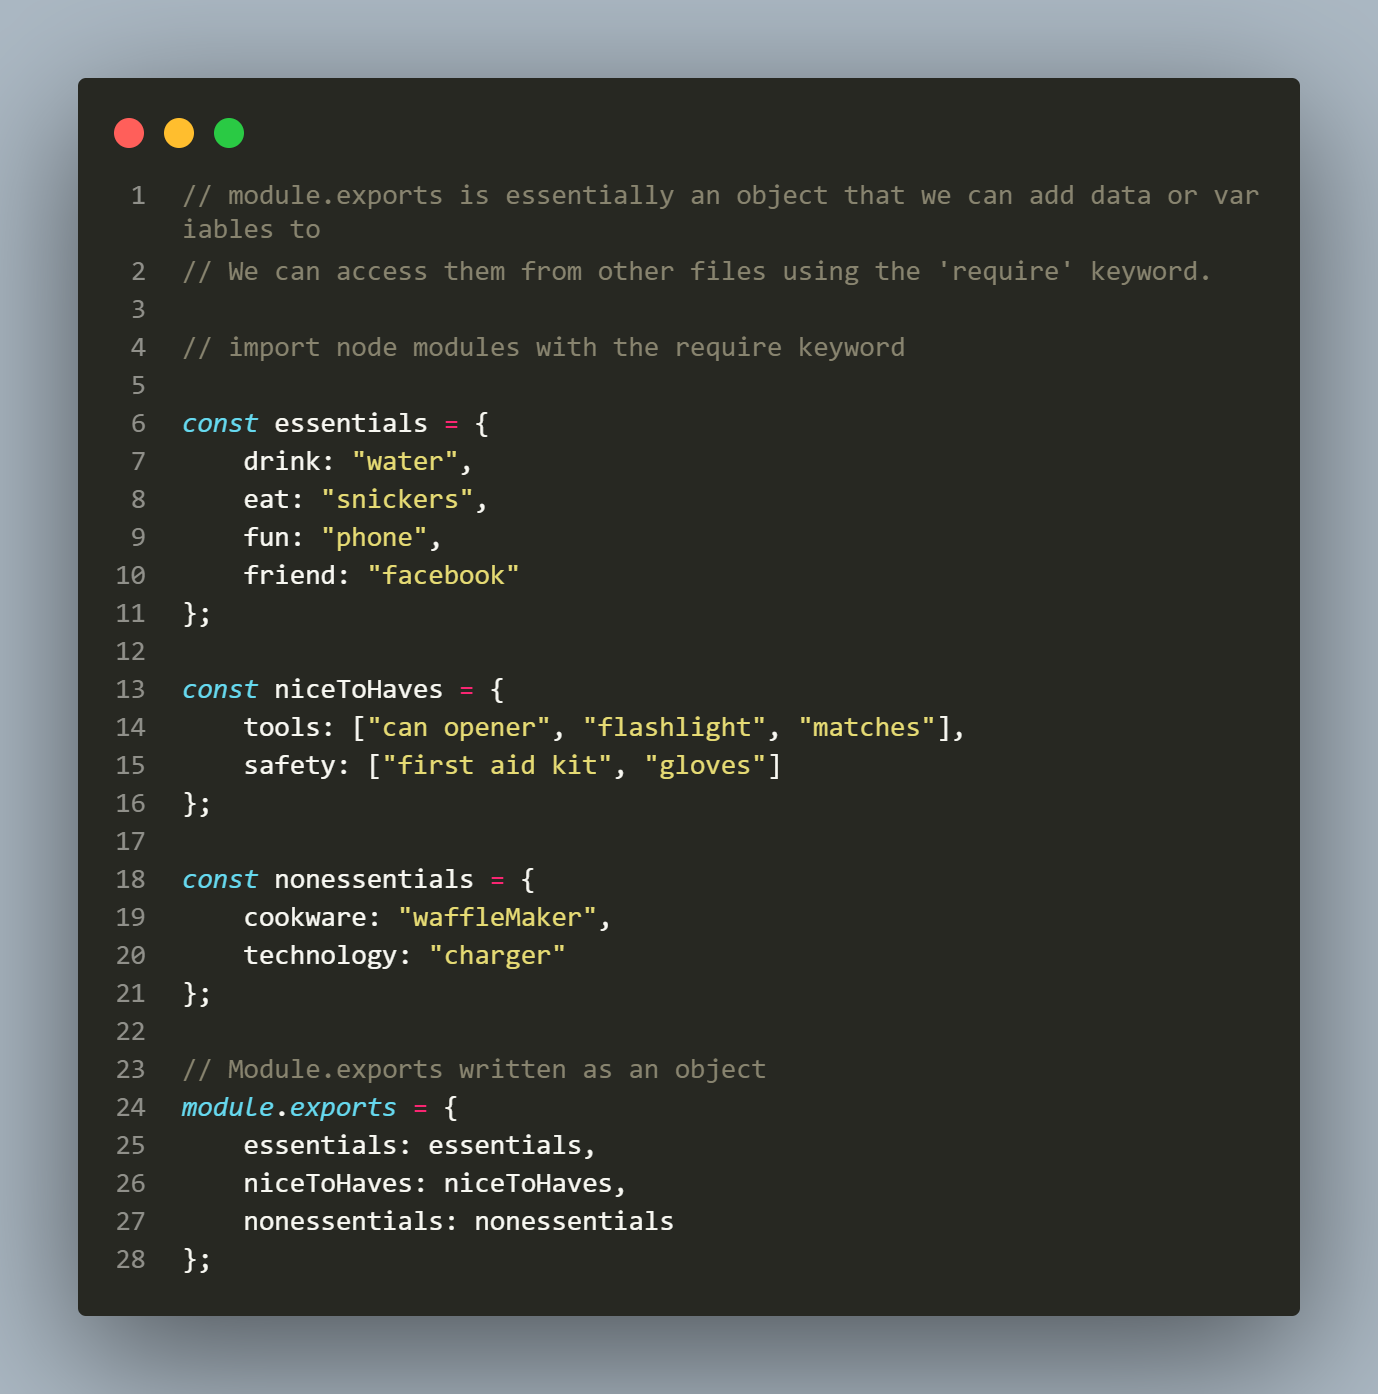 1 // module.exports is essentially an object that we can add data or var
iables to
2 // We can access them from other files using the 'require' keyword.
3
4 // import node modules with the require keyword
5
6 const essentials = {
7     drink: "water",
8     eat: "snickers",
9     fun: "phone",
10     friend: "facebook"
11 };
12
13 const niceToHaves = {
14     tools: ["can opener", "flashlight", "matches"],
15     safety: ["first aid kit", "gloves"]
16 };
17
18 const nonessentials = {
19     cookware: "waffleMaker",
20     technology: "charger"
21 };
22
23 // Module.exports written as an object
24 module.exports = {
25     essentials: essentials,
26     niceToHaves: niceToHaves,
27     nonessentials: nonessentials
28 };